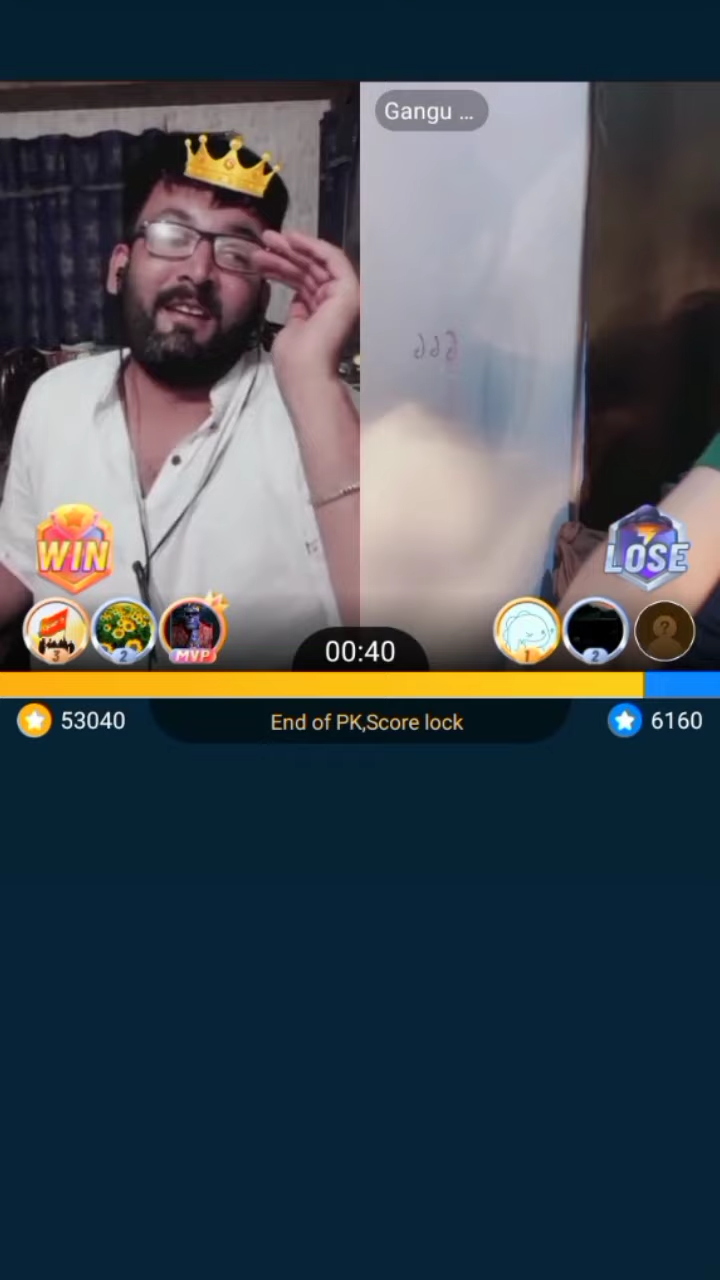 Gangu ...
WIN
LOSE
3
2
MVP
1
2
?
00:40
53040
End of PK,Score lock
6160